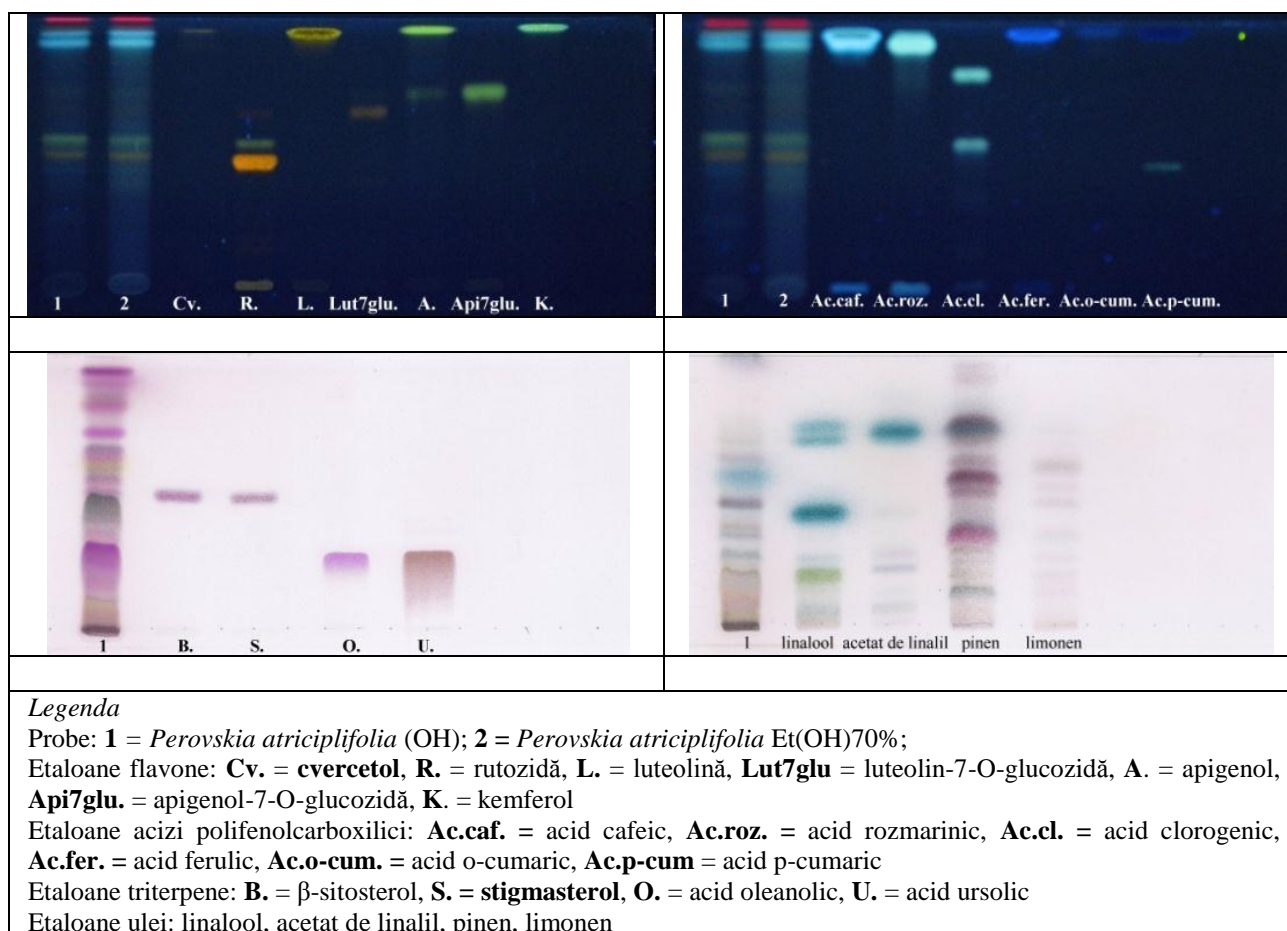 1 2 Cv. R. L. Lut7glu. A. Api7glu. K.
1 2 Ac.caf. Ac.roz. Ac.cl. Ac.fer. Ac.o-cum. Ac.p-cum.
1 B. S. O. U.
1 linalool acetat de linalil pinen limonen
Legenda
Probe: 1 = Perovskia atriciplifolia (OH); 2 = Perovskia atriciplifolia Et(OH)70%;
Etaloane flavone: Cv. = cvercetol, R. = rutozidă, L. = luteolină, Lut7glu = luteolin-7-O-glucozidă, A. = apigenol,
Api7glu. = apigenol-7-O-glucozidă, K. = kemferol
Etaloane acizi polifenolcarboxilici: Ac.caf. = acid cafeic, Ac.roz. = acid rozmarinic, Ac.cl. = acid clorogenic,
Ac.fer. = acid ferulic, Ac.o-cum. = acid o-cumaric, Ac.p-cum = acid p-cumaric
Etaloane triterpene: B. = β-sitosterol, S. = stigmasterol, O. = acid oleanolic, U. = acid ursolic
Etaloane ulei: linalool, acetat de linalil, pinen, limonen